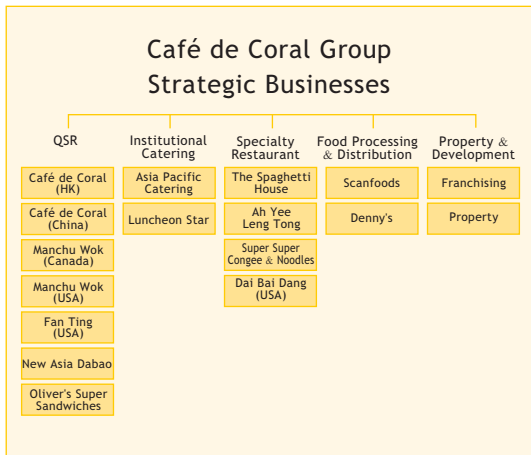 Café de Coral Group
Strategic Businesses
QSR
Café de Coral
(HK)
Café de Coral
(China)
Manchu Wok
(Canada)
Manchu Wok
(USA)
Fan Ting
(USA)
New Asia Dabao
Oliver's Super
Sandwiches
Institutional
Catering
Asia Pacific
Catering
Luncheon Star
Specialty
Restaurant
The Spaghetti
House
Ah Yee
Leng Tong
Super Super
Congee & Noodles
Dai Bai Dang
(USA)
Food Processing
& Distribution
Scanfoods
Denny's
Property &
Development
Franchising
Property